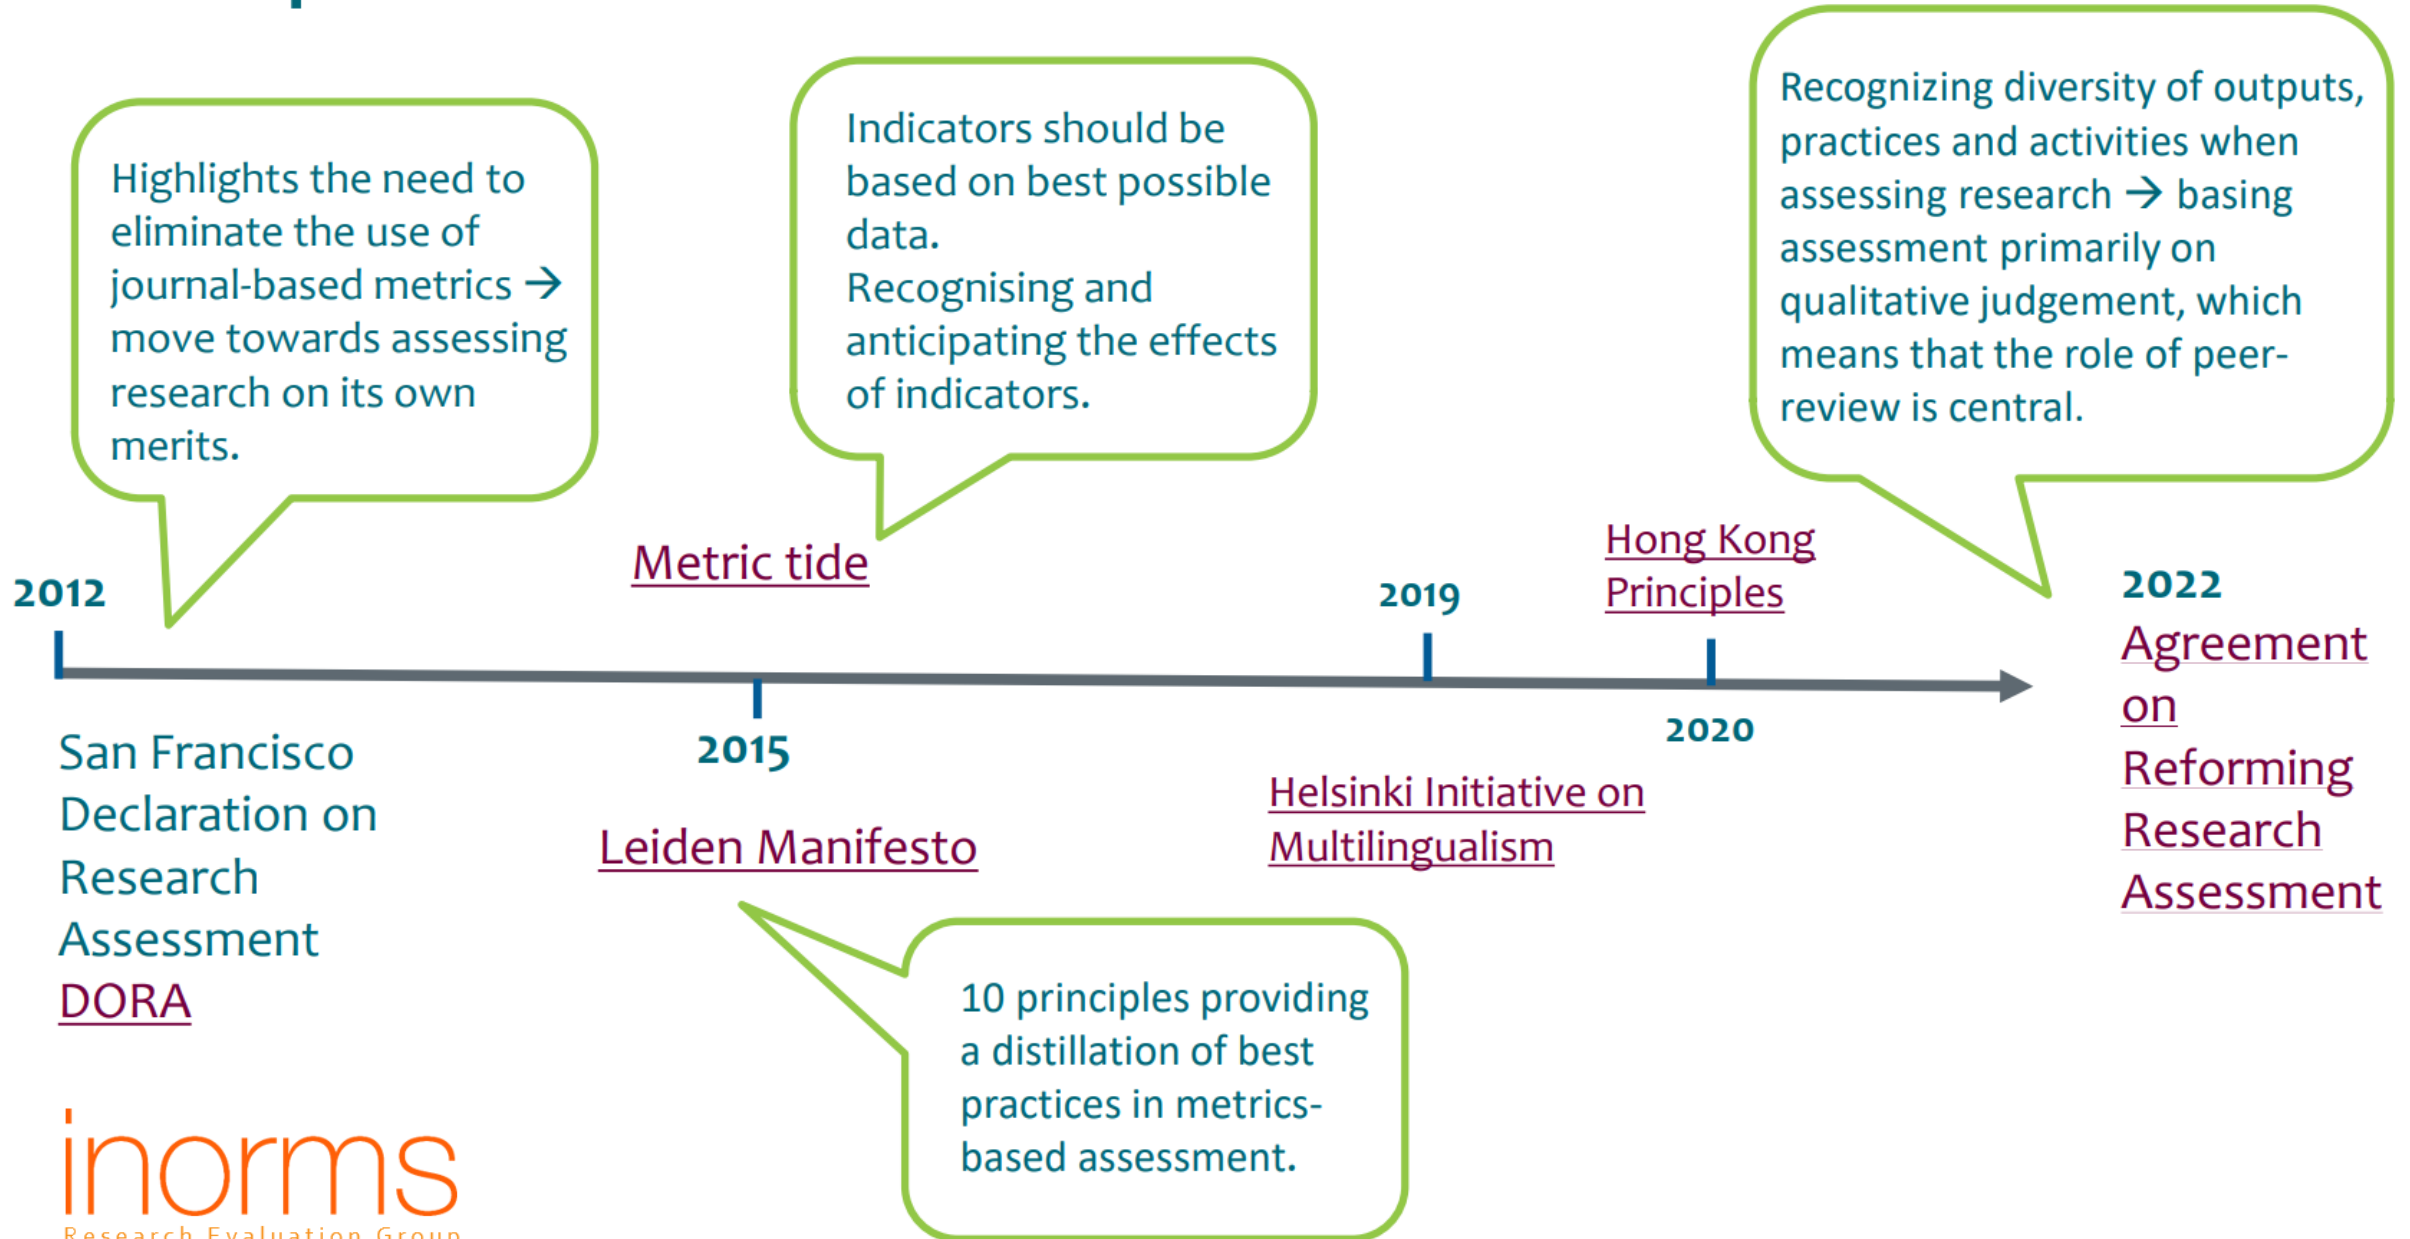 Highlights the need to
eliminate the use of
journal-based metrics →
move towards assessing
research on its own
merits.
Indicators should be
based on best possible
data.
Recognising and
anticipating the effects
of indicators.
Recognizing diversity of outputs,
practices and activities when
assessing research → basing
assessment primarily on
qualitative judgement, which
means that the role of peer-
review is central.
2012
San Francisco
Declaration on
Research
Assessment
DORA
Metric tide
2015
Leiden Manifesto
10 principles providing
a distillation of best
practices in metrics-
based assessment.
2019
Helsinki Initiative on
Multilingualism
Hong Kong
Principles
2020
2022
Agreement
on
Reforming
Research
Assessment
inorms
Research Evaluation Group